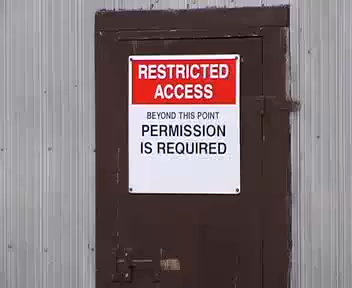 RESTRICTED
ACCESS
BEYOND THIS POINT
PERMISSION
IS REQUIRED